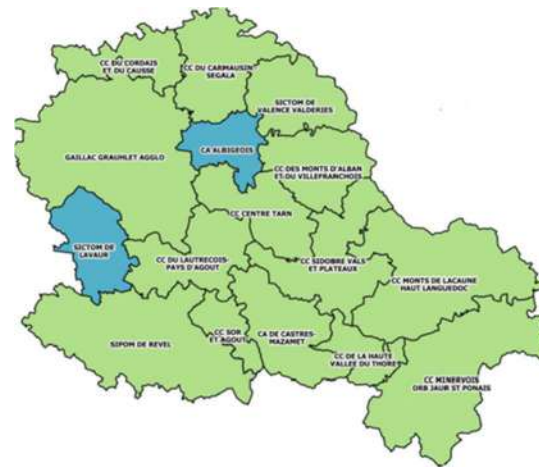 CC DU CORDAIS
ET DU CAUSSE
CC DU CARMAUSIN-
SEGALA
SICTOM DE
VALENCE VALDERIES
CA ALBIGEOIS
GAILLAC GRAULHET AGGLO
CC DES MONTS D'ALBAN
ET DU VILLEFRANCHOIS
CC CENTRE TARN
SICTOM DE
LAVAUR
CC DU LAUTRECOIS-
PAYS D'AGOUT
CC SIDOBRE VALS
ET PLATEAUX
CC MONTS DE LACAUNE
HAUT LANGUEDOC
SIPOM DE REVEL
CC SOR
ET AGOUT
CA DE CASTRES-
MAZAMET
CC DE LA HAUTE
VALLEE DU THORE
CC MINERVOIS
ORB JAUR ST PONAIS